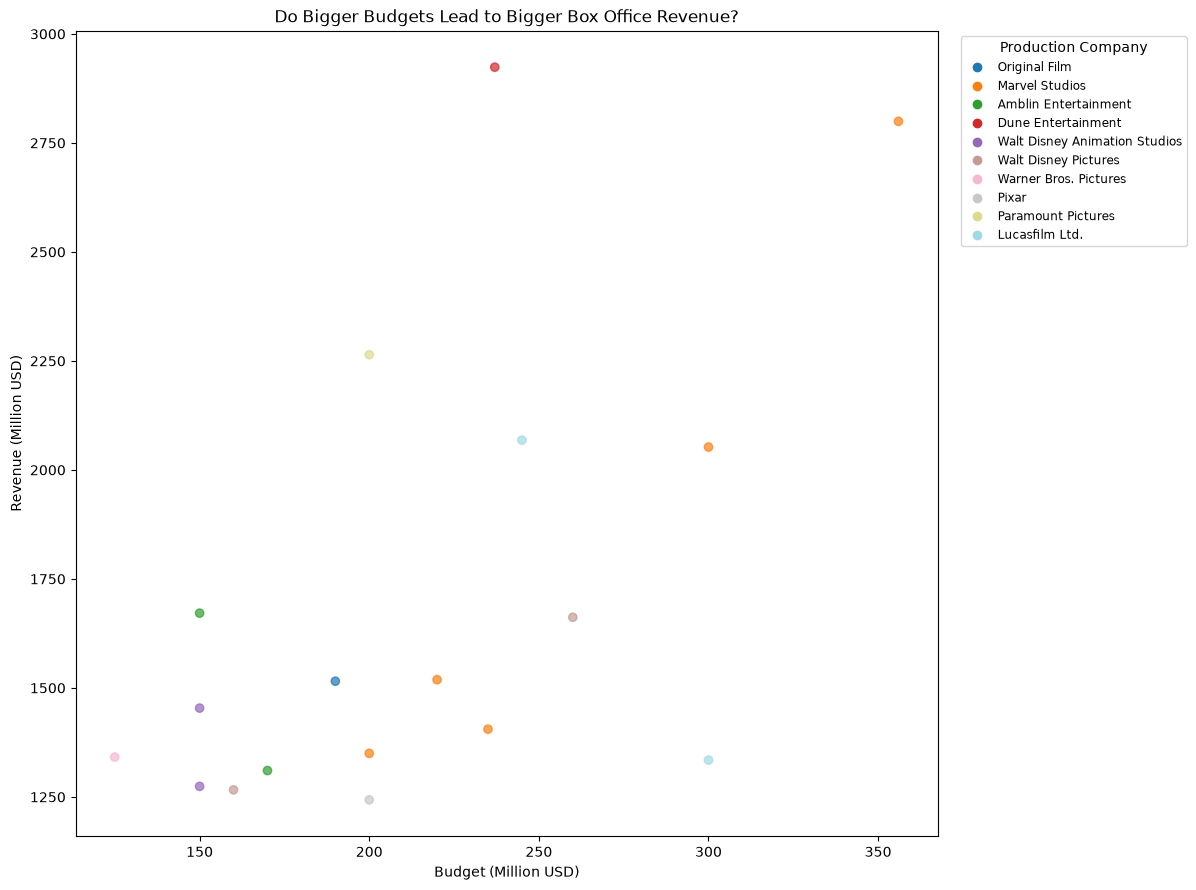 Do Bigger Budgets Lead to Bigger Box Office Revenue?
3000
2750
2500
2250
2000
1750
1500
1250
Revenue (Million USD)
150 200 250 300 350
Budget (Million USD)
Production Company
Original Film
Marvel Studios
Amblin Entertainment
Dune Entertainment
Walt Disney Animation Studios
Walt Disney Pictures
Warner Bros. Pictures
Pixar
Paramount Pictures
Lucasfilm Ltd.